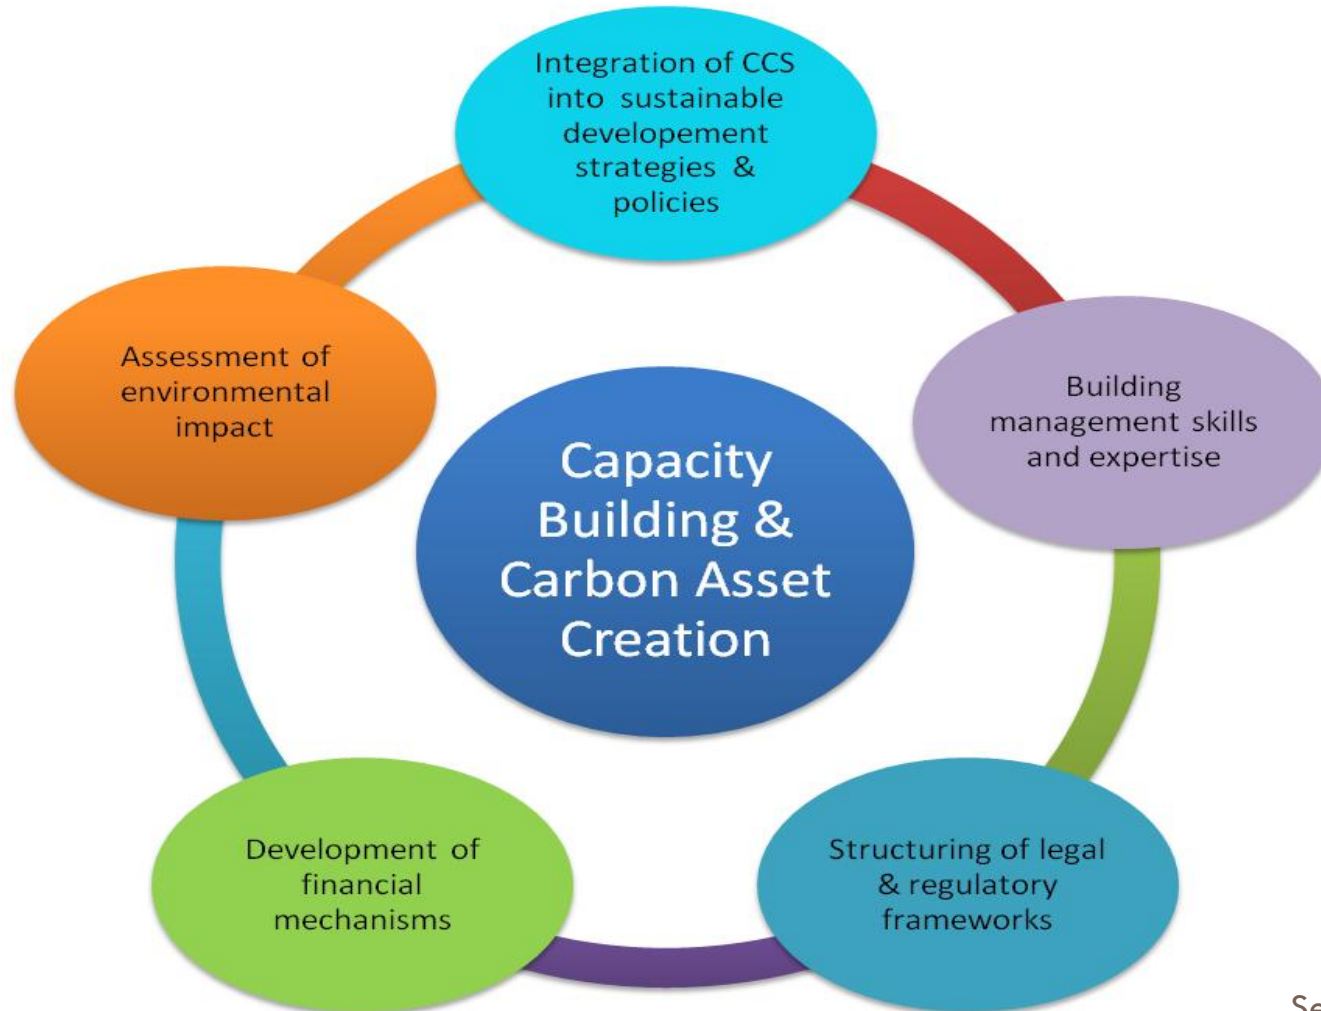 Integration of CCS
into sustainable
developement
strategies &
policies
Assessment of
environmental
impact
Building
management skills
and expertise
Capacity
Building &
Carbon Asset
Creation
Development of
financial
mechanisms
Structuring of legal
& regulatory
frameworks